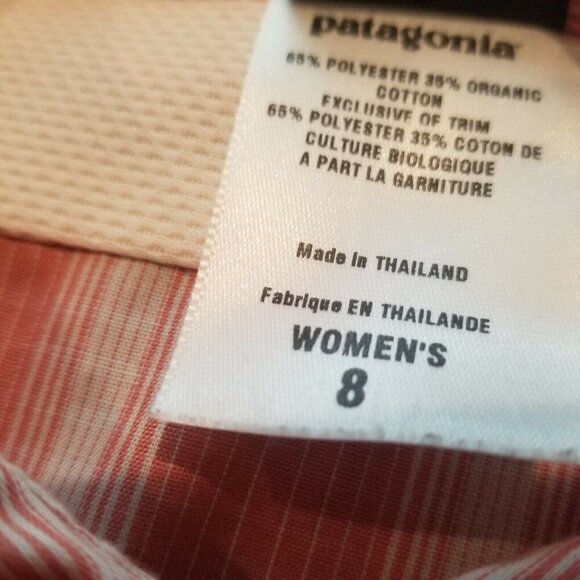 patagonia
65% POLYESTER 35% ORGANIC
COTTON
EXCLUSIVE OF TRIM
65% POLYESTER 35% COTON DE
CULTURE BIOLOGIQUE
A PART LA GARNITURE
Made in THAILAND
Fabrique EN THAILANDE
WOMEN'S
8